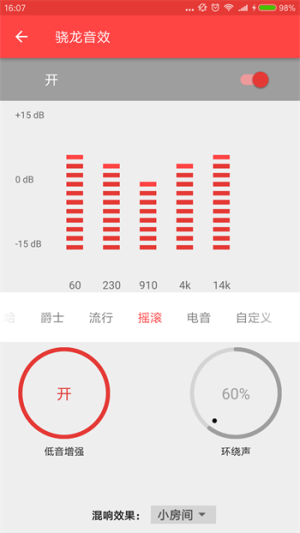 16:07 ... 98%
骁龙音效
开
+15 dB
0 dB
-15 dB
60 230 910 4k 14k
爵士 流行 摇滚 电音 自定义
开 60%
低音增强 环绕声
混响效果: 小房间